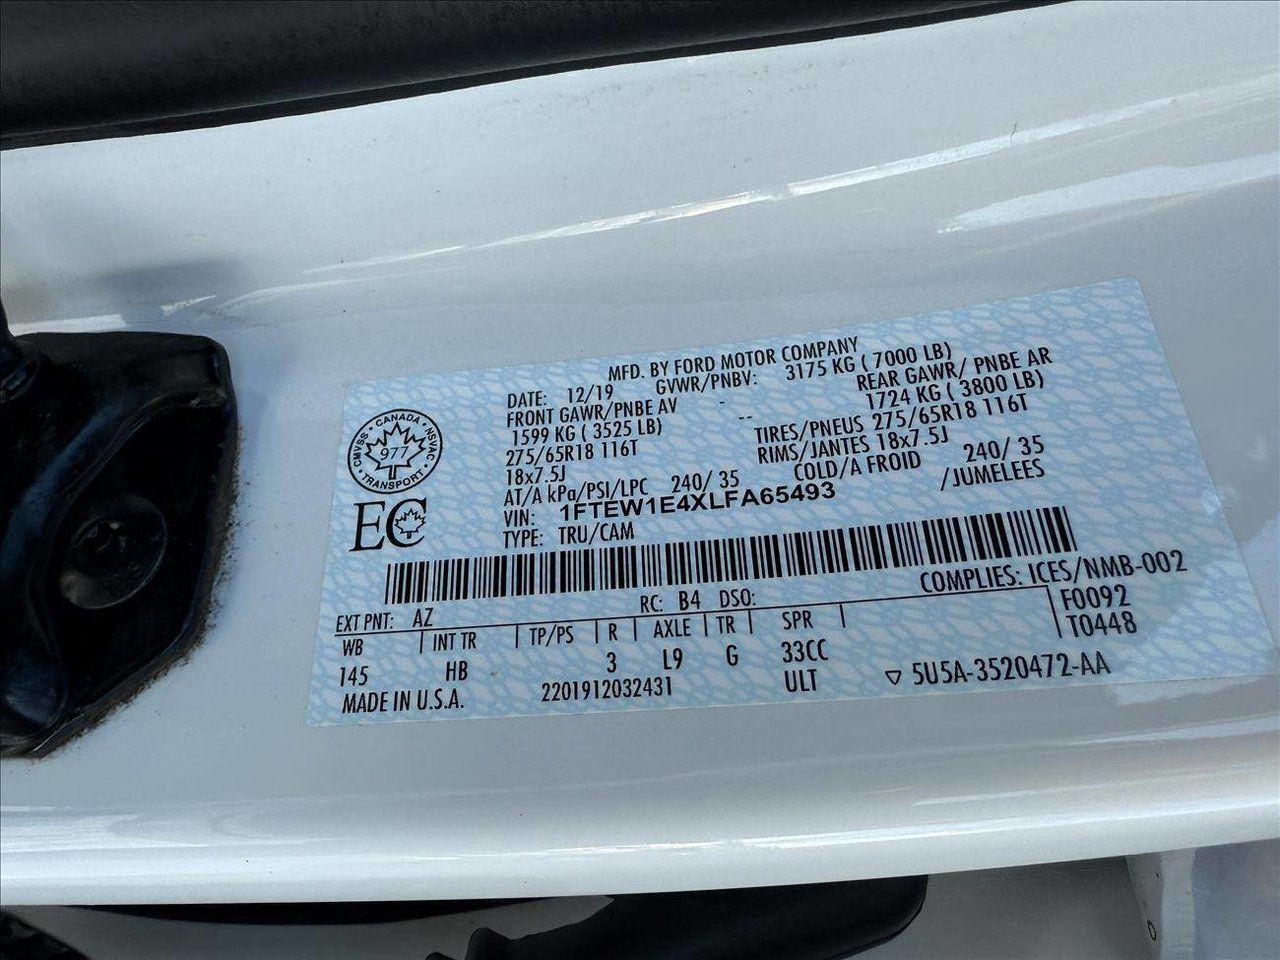 MFD. BY FORD MOTOR COMPANY
DATE: 12/19 GVWR/PNBV: 3175 KG ( 7000 LB)
FRONT GAWR/PNBE AV - REAR GAWR/ PNBE AR
1599 KG ( 3525 LB) -- 1724 KG ( 3800 LB)
275/65R18 116T TIRES/PNEUS 275/65R18 116T
18x7.5J RIMS/JANTES 18x7.5J
AT/A kPa/PSI/LPC 240/ 35 COLD/A FROID 240/ 35
VIN: 1FTEW1E4XLFA65493 /JUMELEES
TYPE: TRU/CAM
CMVSS · CANADA · NSVAC
977
· TRANSPORT ·
EC
COMPLIES: ICES/NMB-002
EXT PNT: AZ RC: B4 DSO: F0092
WB INT TR TP/PS R AXLE TR SPR T0448
145 HB 3 L9 G 33CC
MADE IN U.S.A. 2201912032431 ULT ▽ 5U5A-3520472-AA